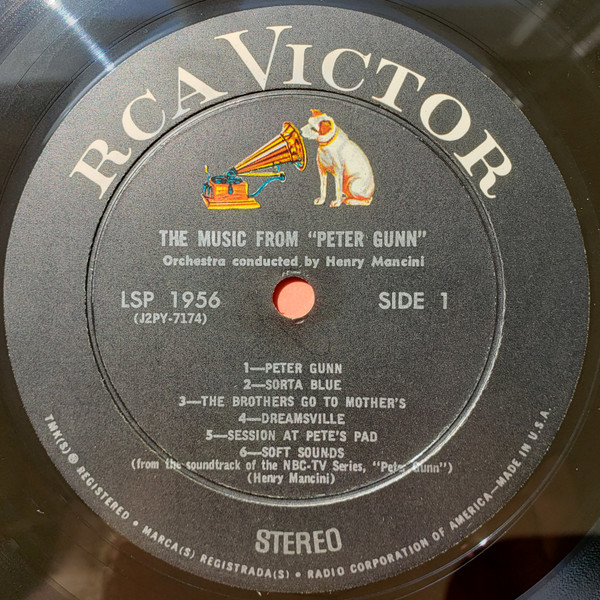 RCA VICTOR
THE MUSIC FROM "PETER GUNN"
Orchestra conducted by Henry Mancini
LSP 1956
(J2PY-7174)
SIDE 1
1—PETER GUNN
2—SORTA BLUE
3—THE BROTHERS GO TO MOTHER'S
4—DREAMSVILLE
5—SESSION AT PETE'S PAD
6—SOFT SOUNDS
(from the soundtrack of the NBC-TV Series, "Peter Gunn")
(Henry Mancini)
STEREO
TMK(S) ® REGISTERED • MARCA(S) REGISTRADA(S) • RADIO CORPORATION OF AMERICA—MADE IN U.S.A.